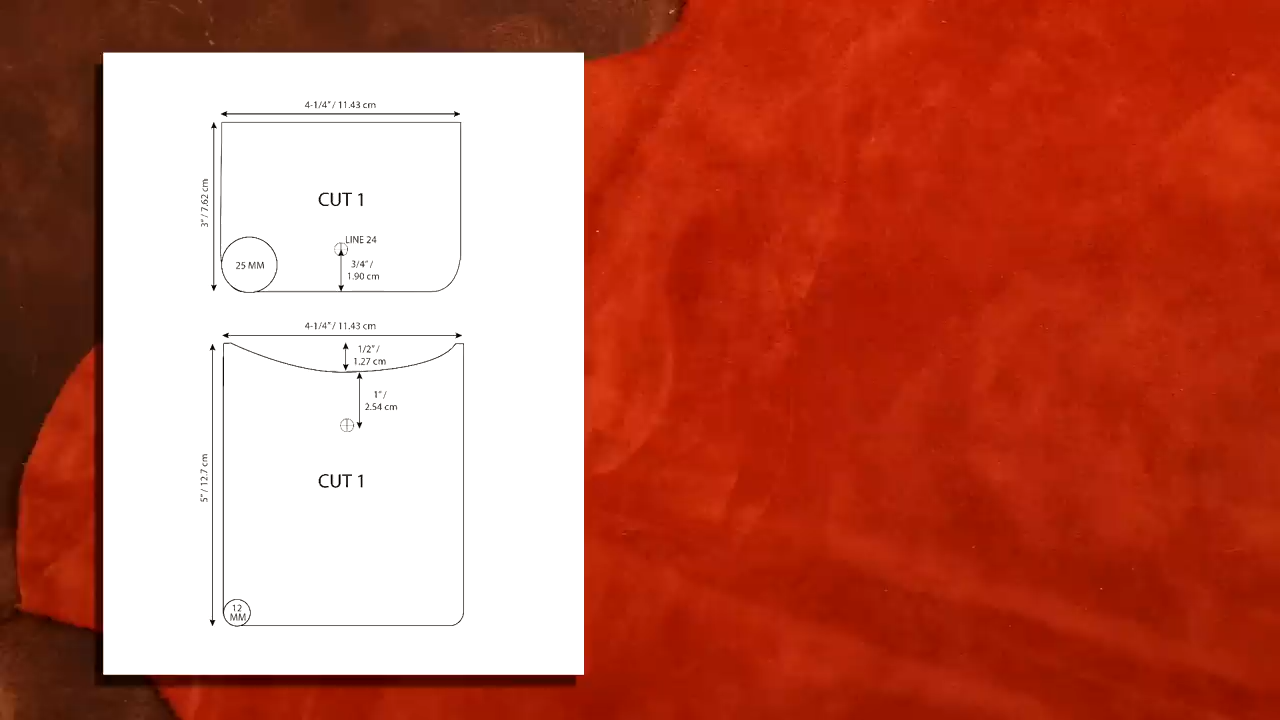 4-1/4"/ 11.43 cm
3"/ 7.62 cm
CUT 1
LINE 24
3/4"/
1.90 cm
25 MM
4-1/4"/ 11.43 cm
1/2"/
1.27 cm
1"/
2.54 cm
5"/ 12.7 cm
CUT 1
12
MM